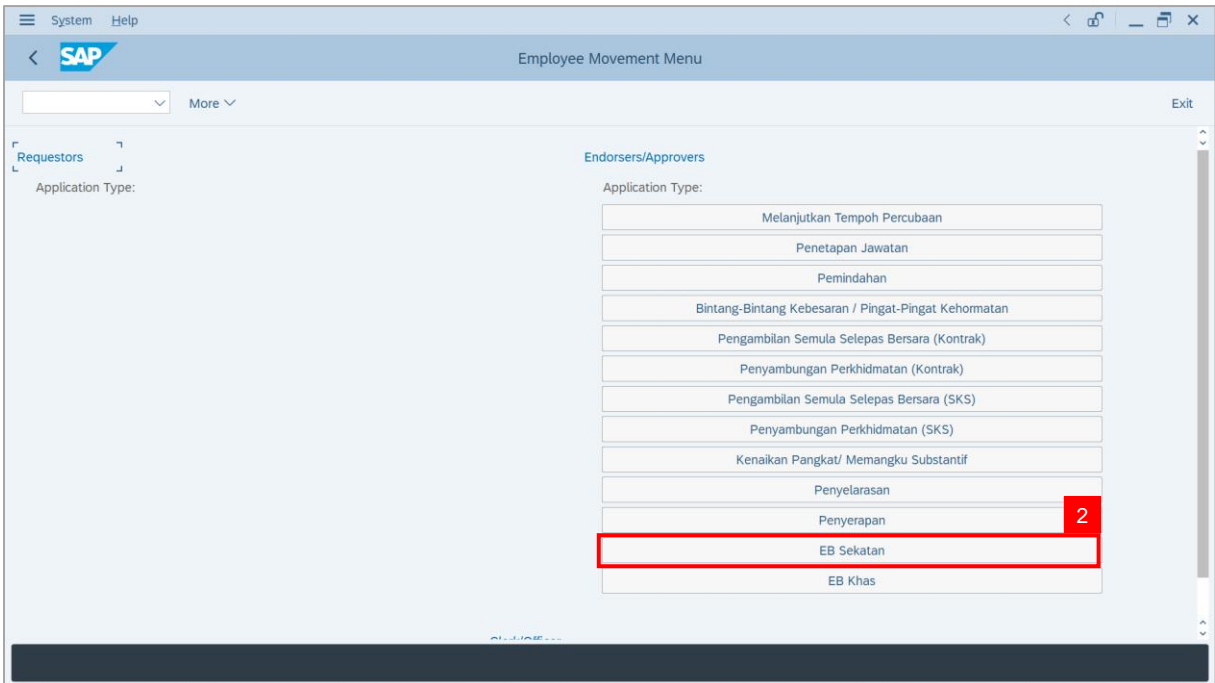 System Help
SAP
Employee Movement Menu
More
Exit
Requestors
Application Type:
Endorsers/Approvers
Application Type:
Melanjutkan Tempoh Percubaan
Penetapan Jawatan
Pemindahan
Bintang-Bintang Kebesaran / Pingat-Pingat Kehormatan
Pengambilan Semula Selepas Bersara (Kontrak)
Penyambungan Perkhidmatan (Kontrak)
Pengambilan Semula Selepas Bersara (SKS)
Penyambungan Perkhidmatan (SKS)
Kenaikan Pangkat/ Memangku Substantif
Penyelarasan
Penyerapan
2
EB Sekatan
EB Khas